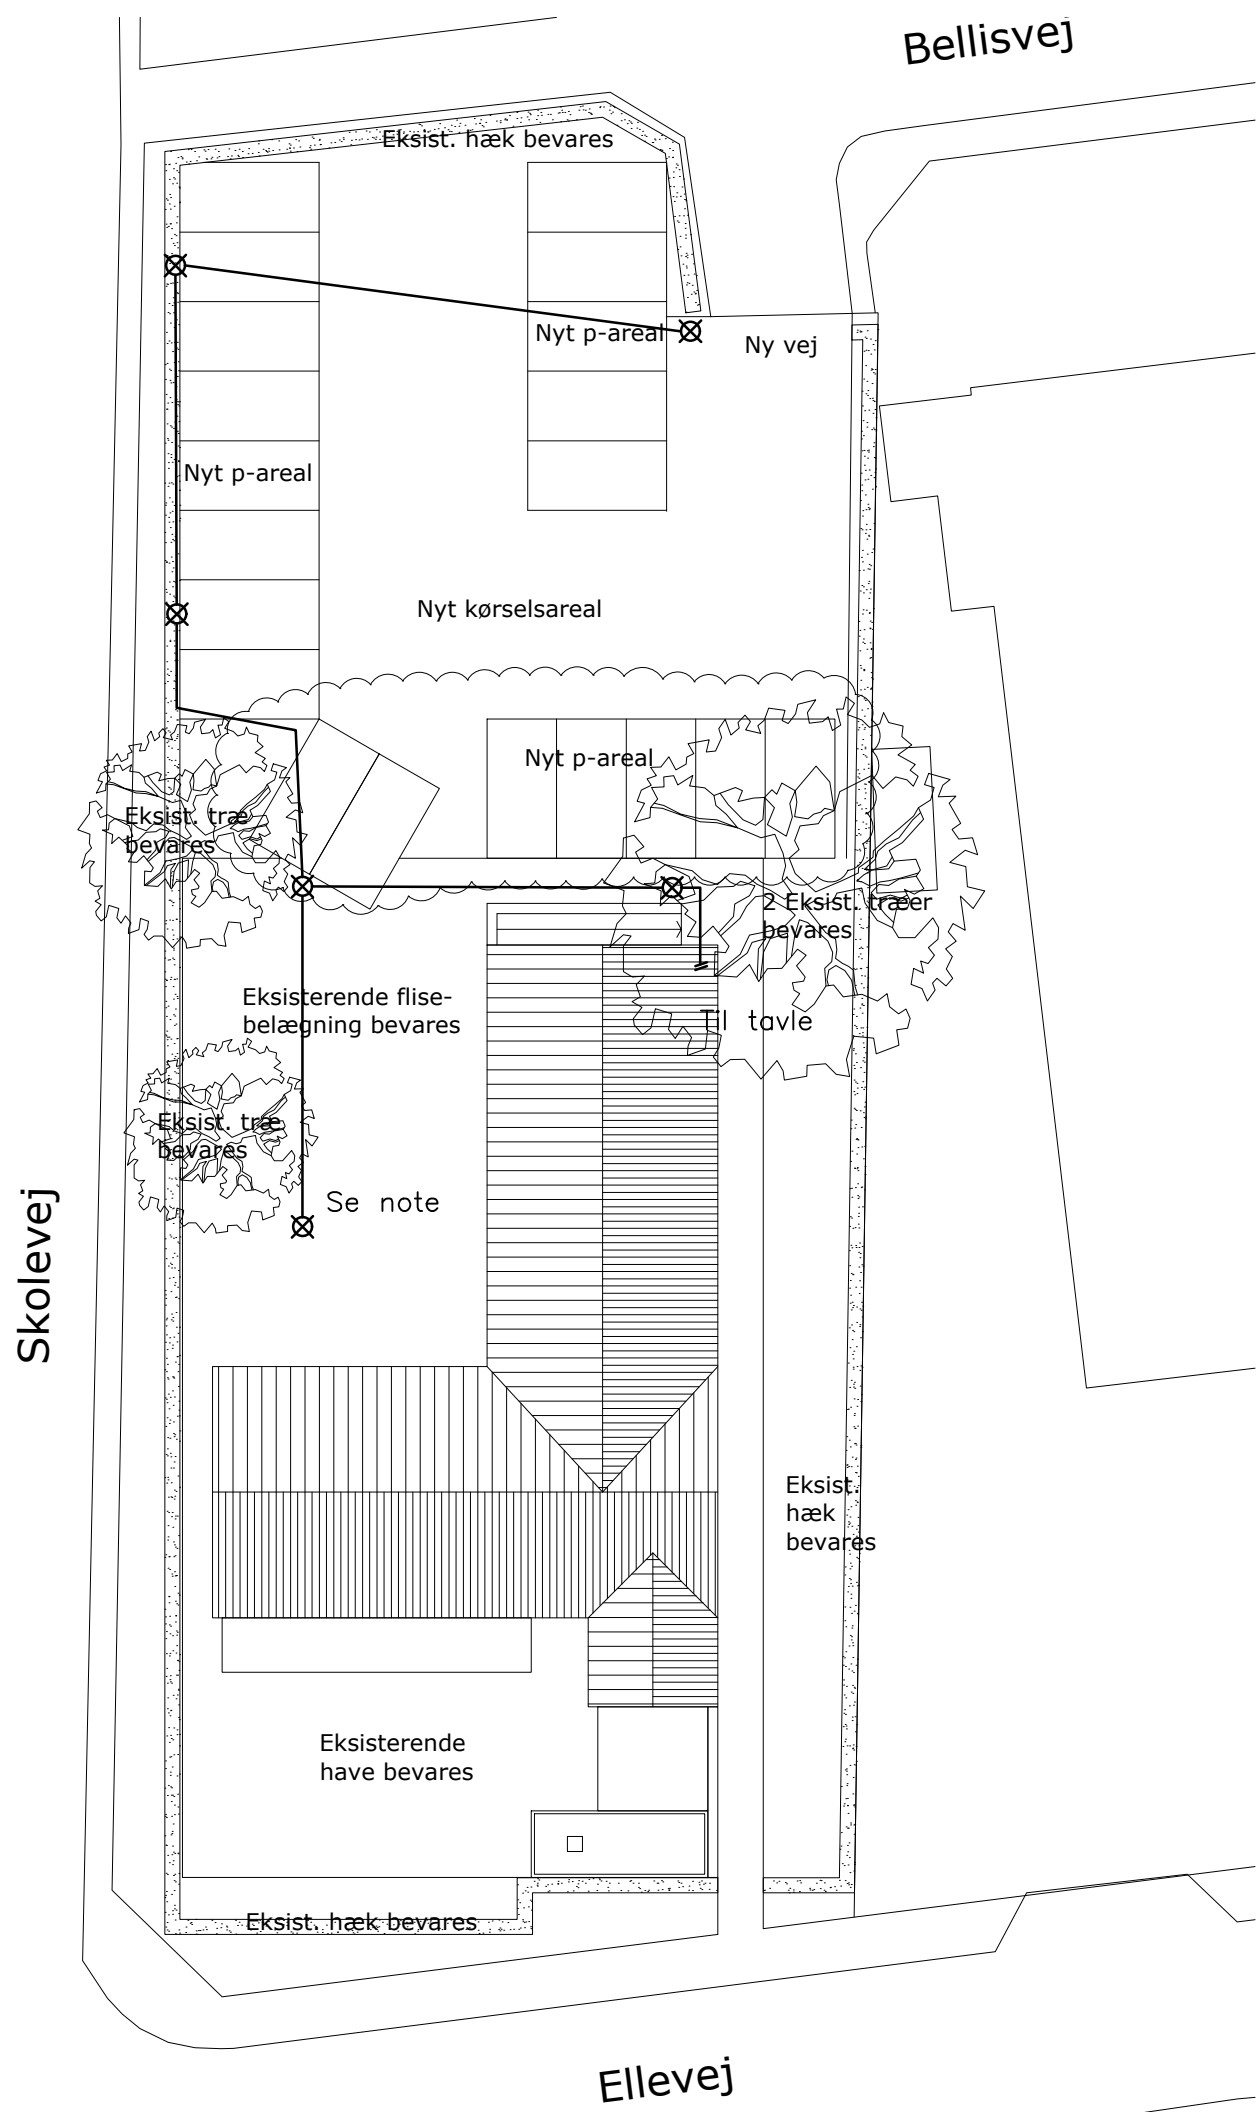 Bellisvej
Eksist. hæk bevares
Nyt p-areal
Ny vej
Nyt p-areal
Nyt kørselsareal
Nyt p-areal
Eksist. træ
bevares
2 Eksist. træer
bevares
Eksisterende flise-
belægning bevares
Til tavle
Eksist. træ
bevares
Se note
Skolevej
Eksist.
hæk
bevares
Eksisterende
have bevares
Eksist. hæk bevares
Ellevej